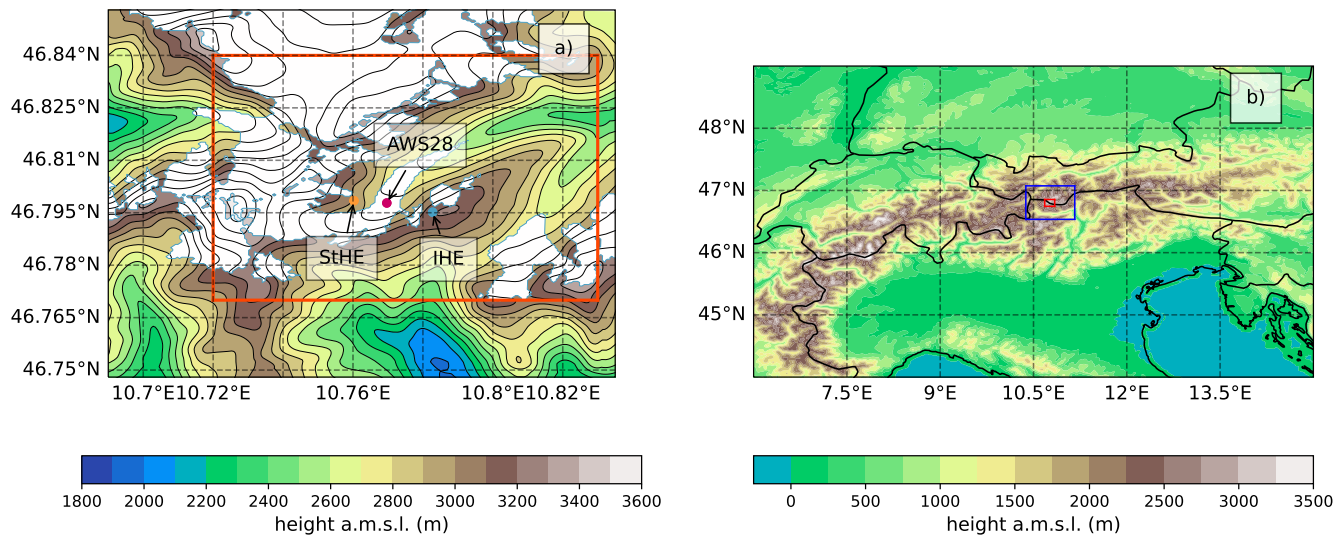 a)
46.84°N
46.825°N
46.81°N
46.795°N
46.78°N
46.765°N
46.75°N
AWS28
StHE
IHE
10.7°E10.72°E 10.76°E 10.8°E10.82°E
1800 2000 2200 2400 2600 2800 3000 3200 3400 3600
height a.m.s.l. (m)
b)
48°N
47°N
46°N
45°N
7.5°E 9°E 10.5°E 12°E 13.5°E
0 500 1000 1500 2000 2500 3000 3500
height a.m.s.l. (m)